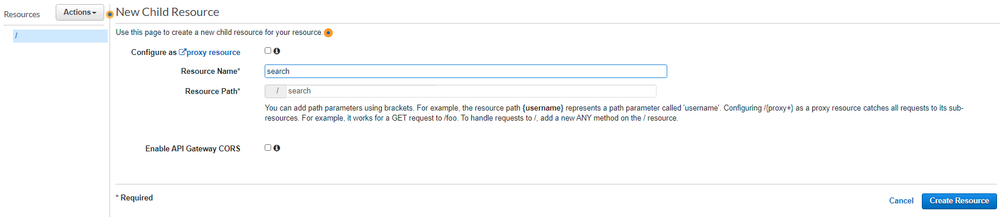 Resources
Actions
/
New Child Resource
Use this page to create a new child resource for your resource.
Configure as proxy resource
Resource Name*
search
Resource Path*
/ search
You can add path parameters using brackets. For example, the resource path {username} represents a path parameter called 'username'. Configuring /{proxy+} as a proxy resource catches all requests to its sub-
resources. For example, it works for a GET request to /foo. To handle requests to /, add a new ANY method on the / resource.
Enable API Gateway CORS
* Required
Cancel
Create Resource